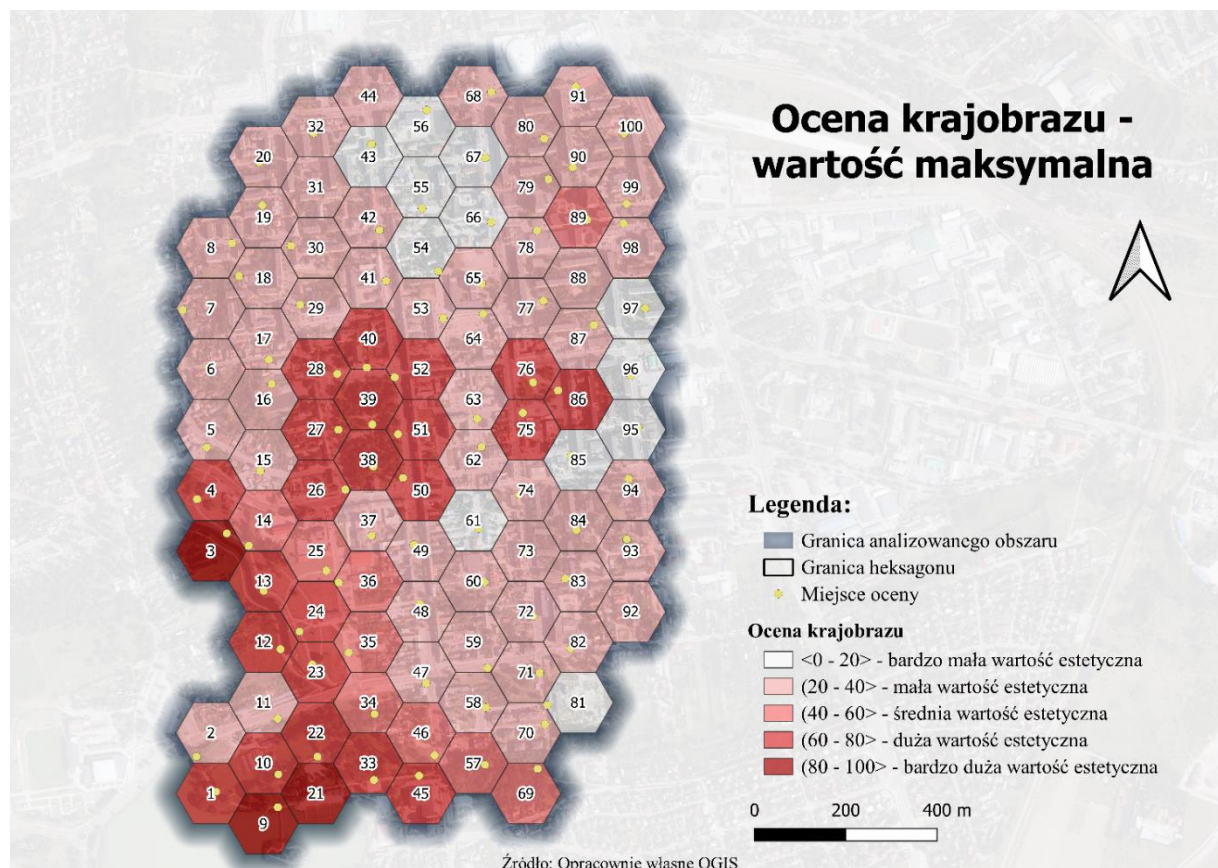 Ocena krajobrazu -
wartość maksymalna
44 68 91
32 56 80 100
20 43 67 90
31 55 79 99
19 42 66 89
8 30 54 78 98
18 41 65 88
7 29 53 77 97
17 40 64 87
6 28 52 76 96
16 39 63 86
5 27 51 75 95
15 38 62 85
4 26 50 74 94
14 37 61 84
3 25 49 73 93
13 36 60 83
24 48 72 92
12 35 59 82
23 47 71
11 34 58 81
2 22 46 70
10 33 57
1 21 45 69
9
Legenda:
Granica analizowanego obszaru
Granica heksagonu
Miejsce oceny
Ocena krajobrazu
<0 - 20> - bardzo mała wartość estetyczna
(20 - 40> - mała wartość estetyczna
(40 - 60> - średnia wartość estetyczna
(60 - 80> - duża wartość estetyczna
(80 - 100> - bardzo duża wartość estetyczna
0 200 400 m
Źródło: Opracownie własne QGIS